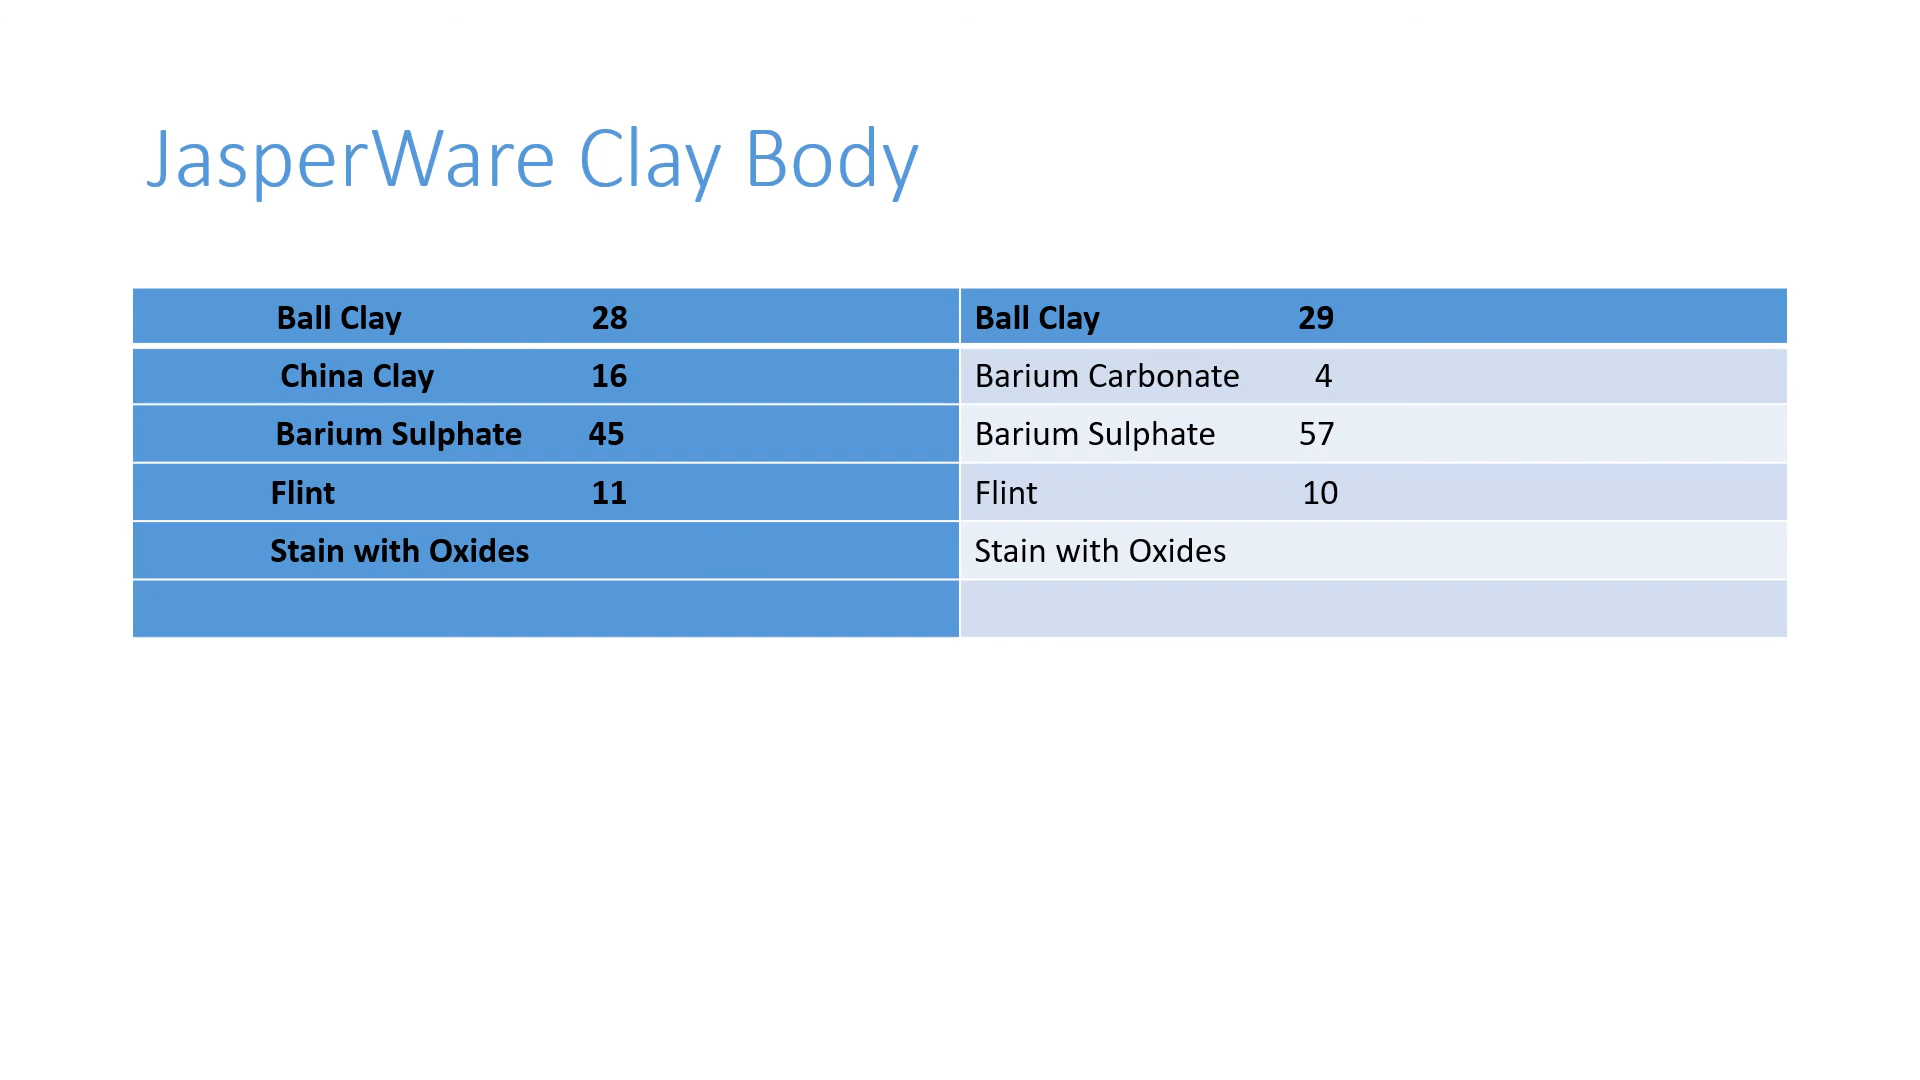 JasperWare Clay Body
Ball Clay 28 Ball Clay 29
China Clay 16 Barium Carbonate 4
Barium Sulphate 45 Barium Sulphate 57
Flint 11 Flint 10
Stain with Oxides Stain with Oxides